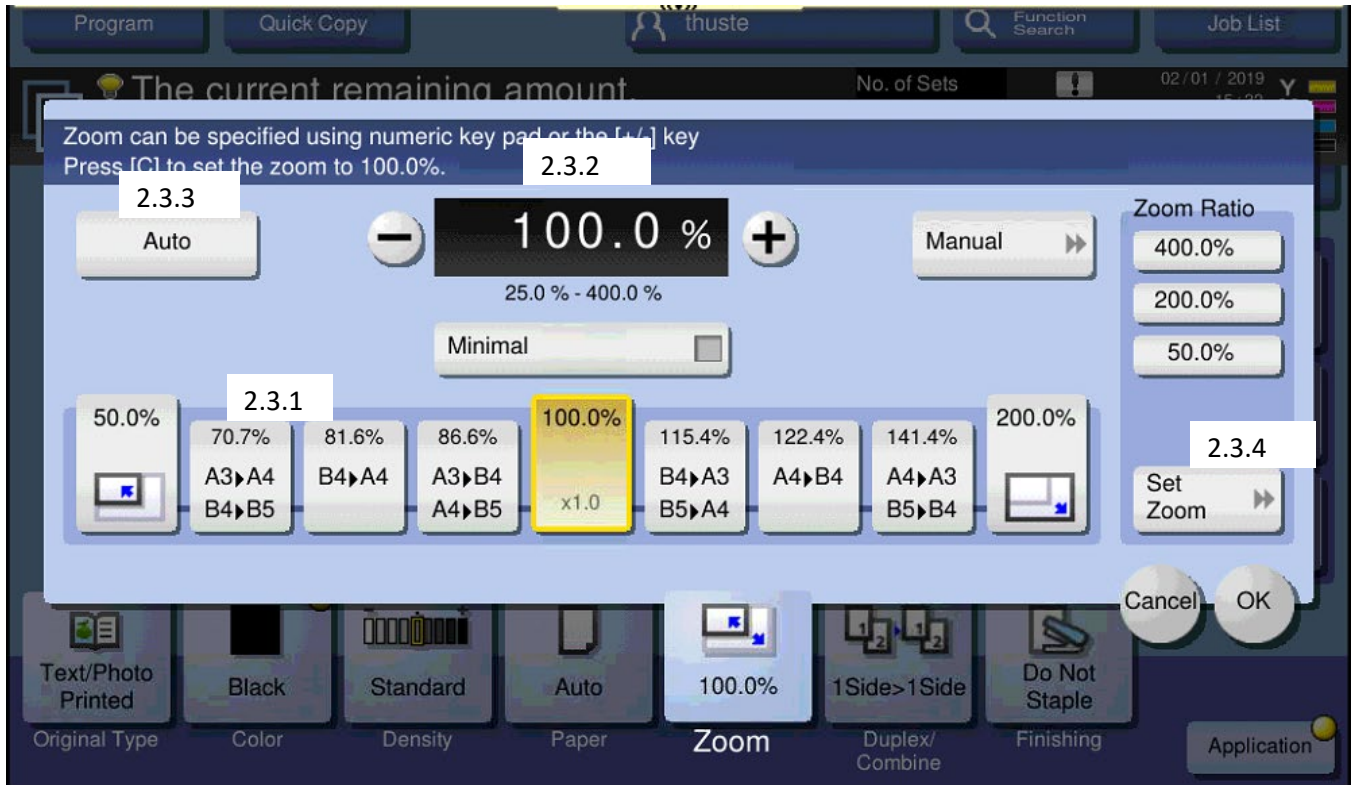 Program
Quick Copy
thuste
Function
Search
Job List
The current remaining amount.
No. of Sets
02/01 / 2019
Y
Zoom can be specified using numeric key pad or the [+/-] key
Press [C] to set the zoom to 100.0%.
2.3.2
2.3.3
Auto
100.0 %
25.0 % - 400.0 %
Manual
Zoom Ratio
400.0%
200.0%
50.0%
Minimal
2.3.1
50.0%
70.7%
A3▸A4
B4▸B5
81.6%
B4▸A4
86.6%
A3▸B4
A4▸B5
100.0%
x1.0
115.4%
B4▸A3
B5▸A4
122.4%
A4▸B4
141.4%
A4▸A3
B5▸B4
200.0%
2.3.4
Set
Zoom
Cancel
OK
Text/Photo
Printed
Original Type
Black
Color
Standard
Density
Auto
Paper
100.0%
Zoom
1Side>1Side
Duplex/
Combine
Do Not
Staple
Finishing
Application